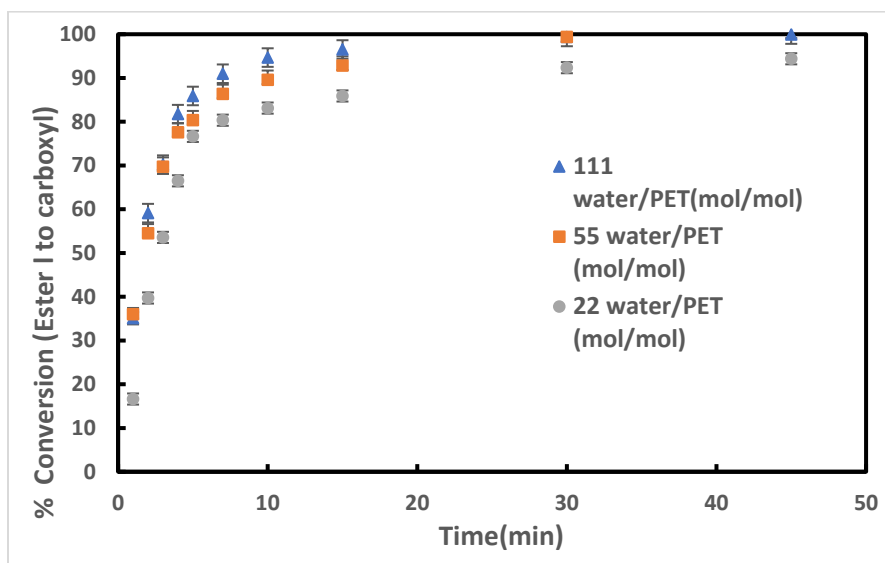 100
90
80
70
60
50
40
30
20
10
0
% Conversion (Ester I to carboxyl)
111
water/PET(mol/mol)
55 water/PET
(mol/mol)
22 water/PET
(mol/mol)
0 10 20 30 40 50
Time(min)